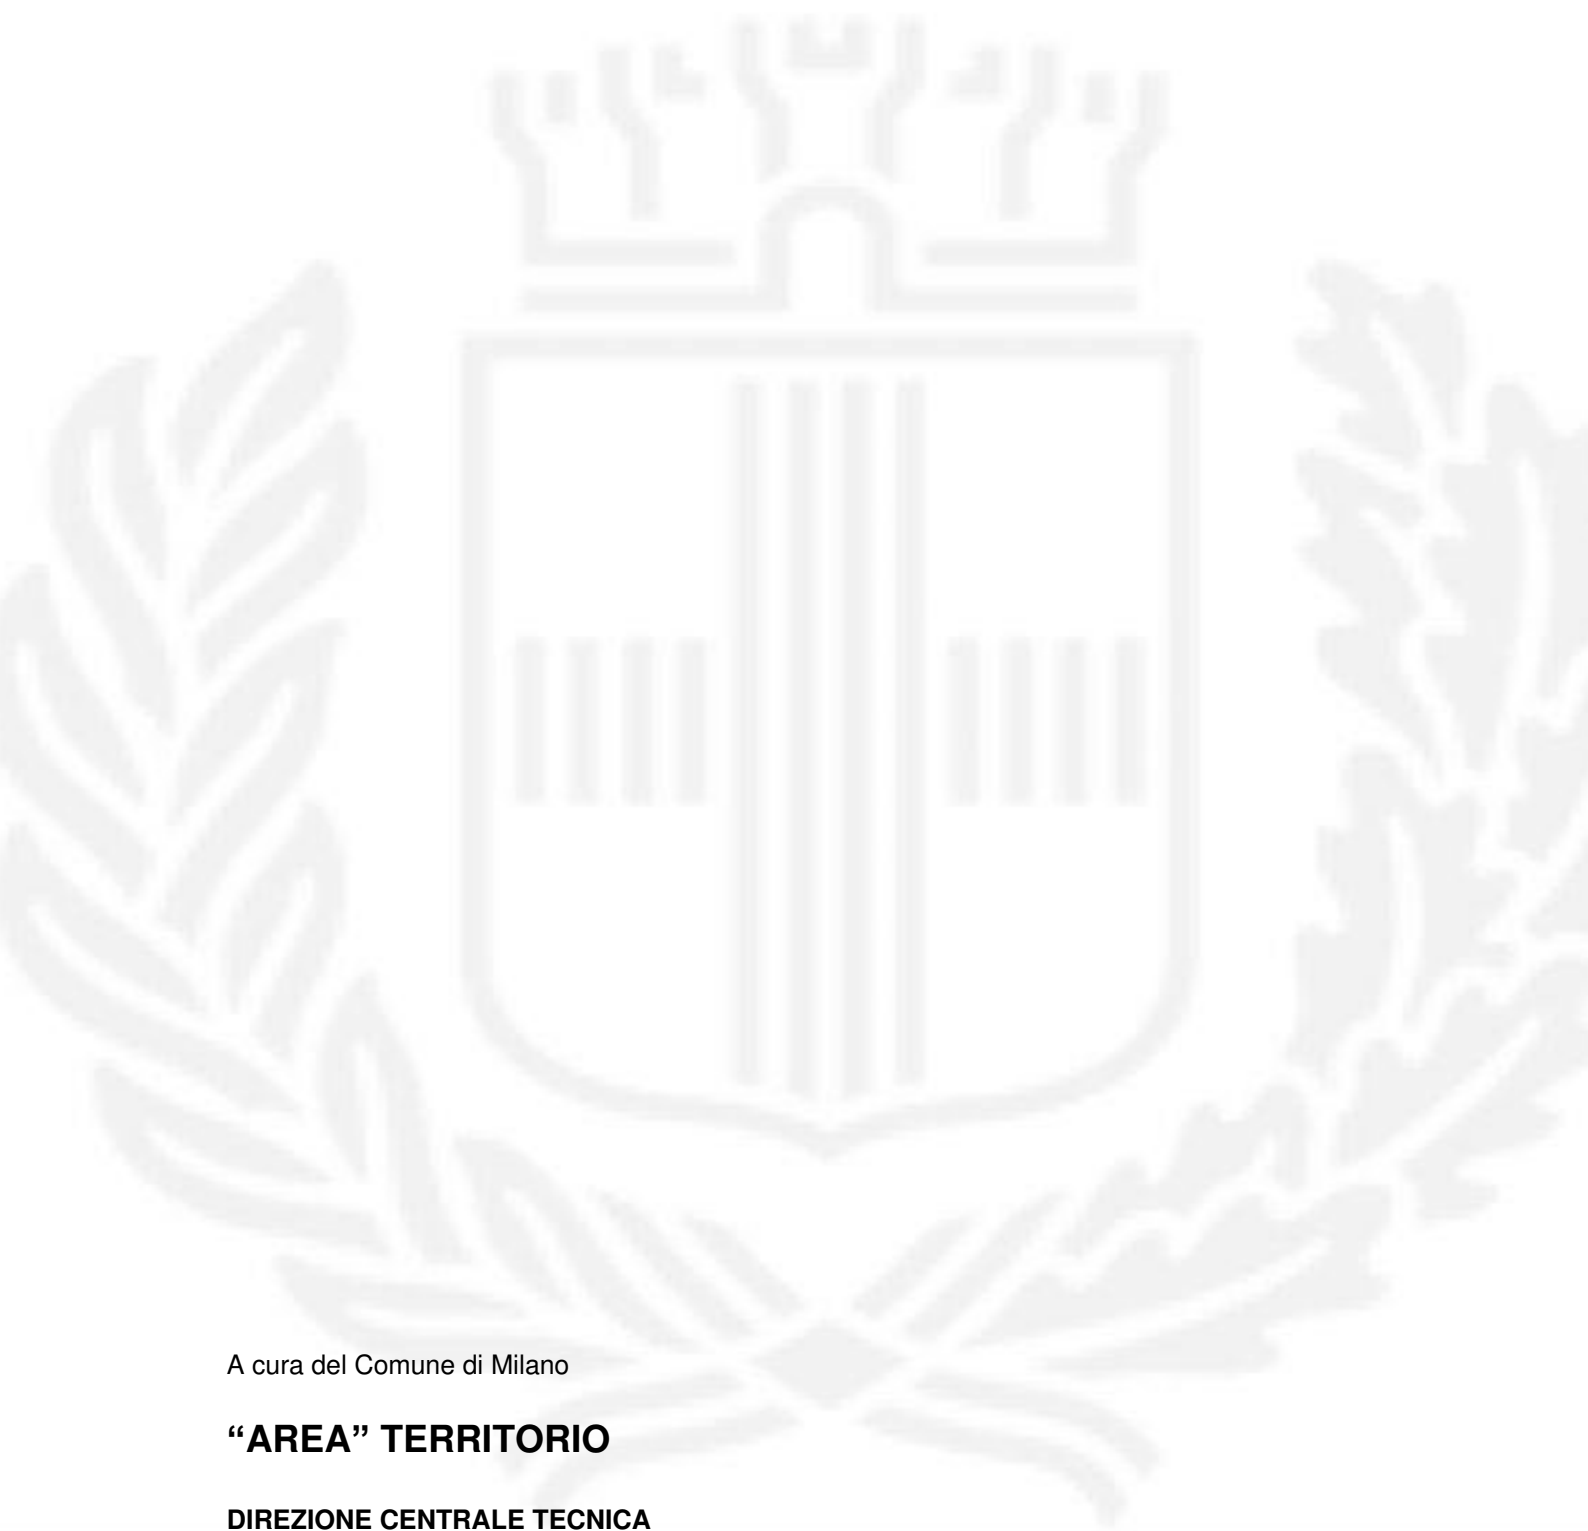 A cura del Comune di Milano
“AREA” TERRITORIO
DIREZIONE CENTRALE TECNICA